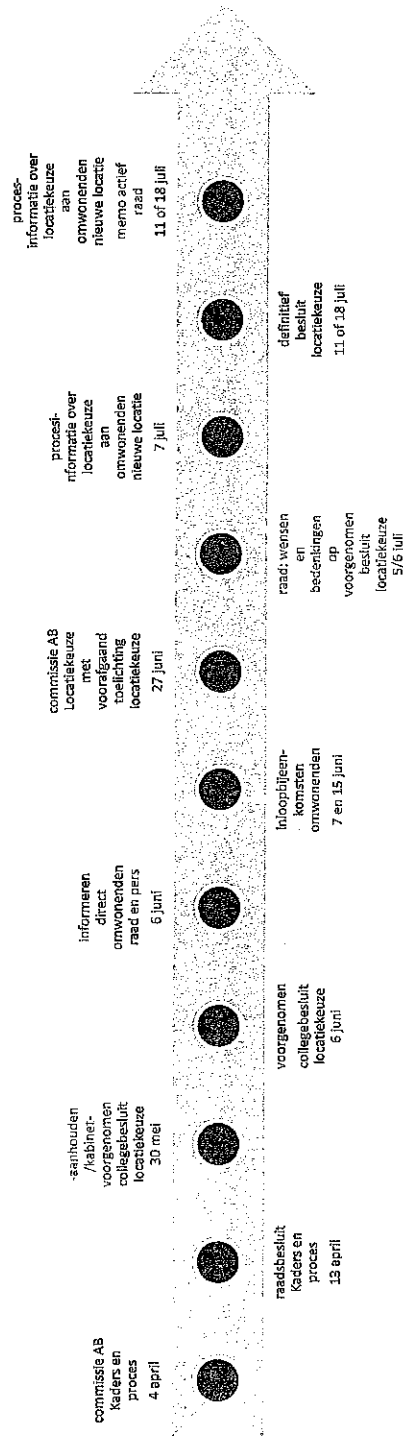 commissie AB
Kaders en
proces
4 april
raadsbesluit
Kaders en
proces
13 april
-aanhouden
/kabinet-
voorgenomen
collegebesluit
locatiekeuze
30 mei
voorgenomen
collegebesluit
locatiekeuze
6 juni
informeren
direct
omwonenden
raad en pers
6 juni
Inloopbijeen-
komsten
omwonenden
7 en 15 juni
commissie AB
Locatiekeuze
met
voorafgaand
toelichting
locatiekeuze
27 juni
raad: wensen
en
bedenkingen
op
voorgenomen
besluit
locatiekeuze
5/6 juli
procesi-
nformatie over
locatiekeuze
aan
omwonenden
nieuwe locatie
7 juli
definitief
besluit
locatiekeuze
11 of 18 juli
proces-
informatie over
locatiekeuze
aan
omwonenden
nieuwe locatie
memo actief
raad
11 of 18 juli